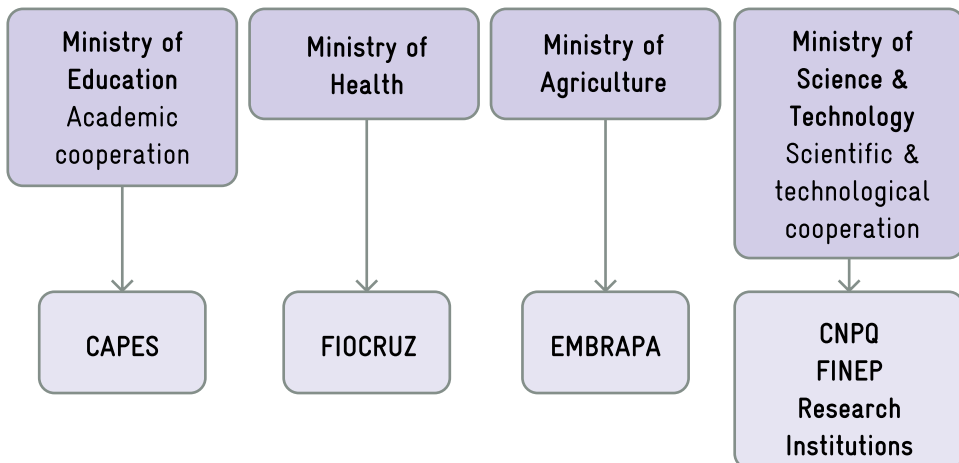 Ministry of
Education
Academic
cooperation
Ministry of
Health
Ministry of
Agriculture
Ministry of
Science &
Technology
Scientific &
technological
cooperation
CAPES
FIOCRUZ
EMBRAPA
CNPQ
FINEP
Research
Institutions